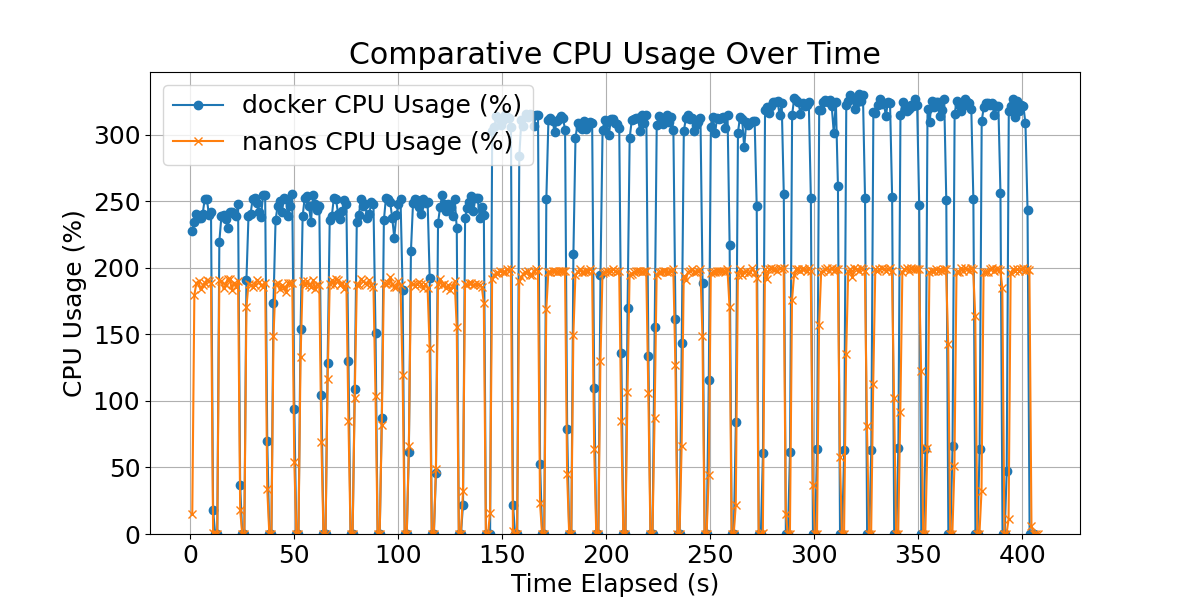 Comparative CPU Usage Over Time
docker CPU Usage (%)
nanos CPU Usage (%)
CPU Usage (%)
300
250
200
150
100
50
0
0 50 100 150 200 250 300 350 400
Time Elapsed (s)